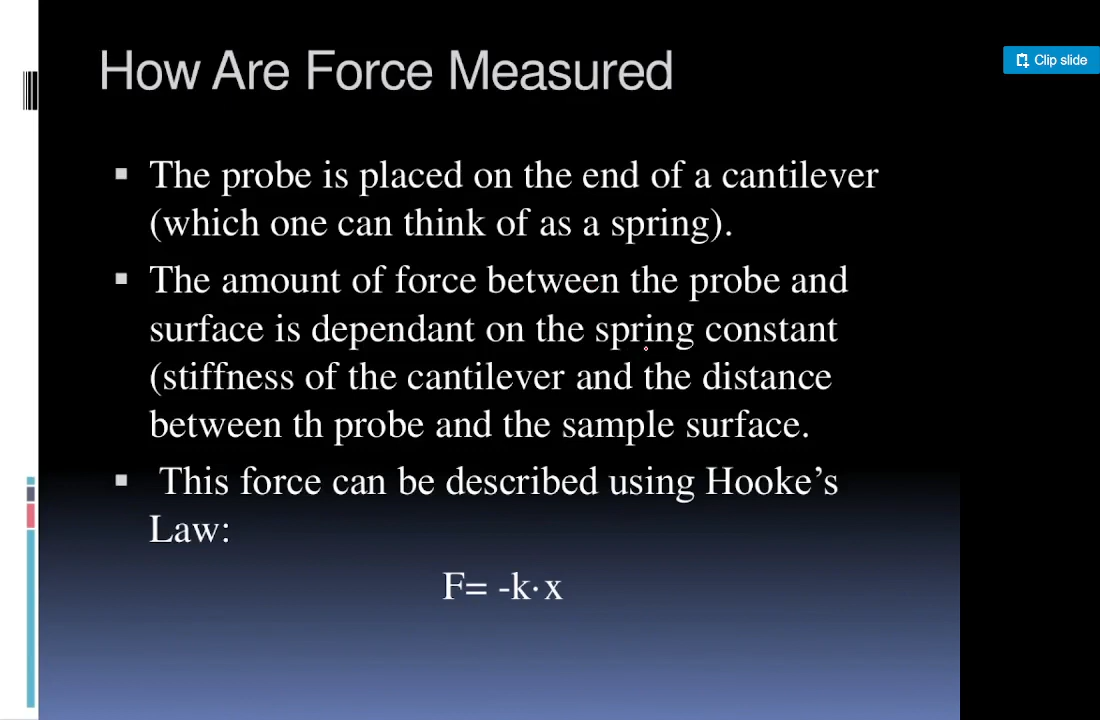 How Are Force Measured
Clip slide
▪ The probe is placed on the end of a cantilever
(which one can think of as a spring).
▪ The amount of force between the probe and
surface is dependant on the spring constant
(stiffness of the cantilever and the distance
between th probe and the sample surface.
▪ This force can be described using Hooke’s
Law:
F= -k·x